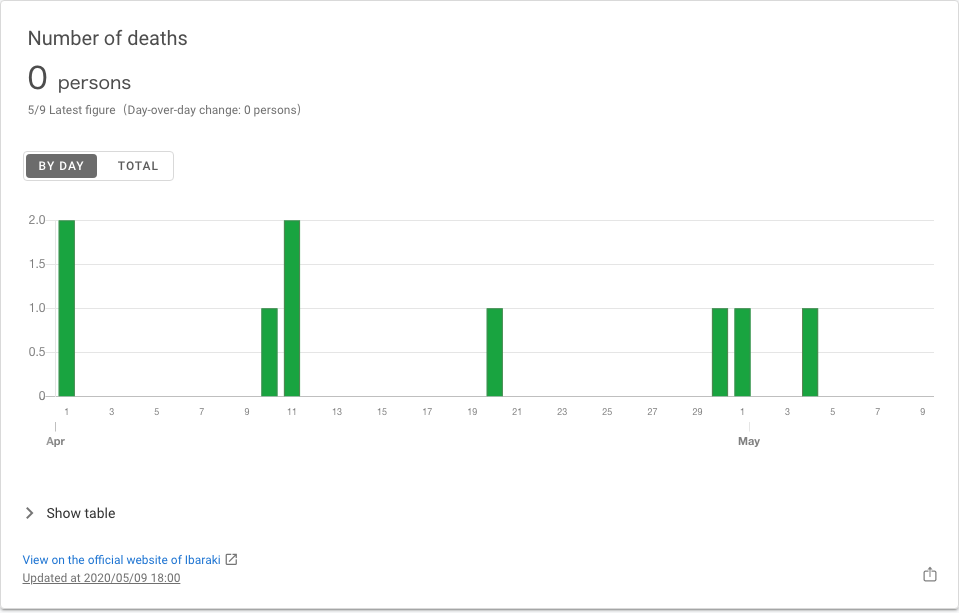 Number of deaths
0 persons
5/9 Latest figure（Day-over-day change: 0 persons）
BY DAY TOTAL
2.0
1.5
1.0
0.5
0
1 3 5 7 9 11 13 15 17 19 21 23 25 27 29 1 3 5 7 9
Apr May
Show table
View on the official website of Ibaraki
Updated at 2020/05/09 18:00